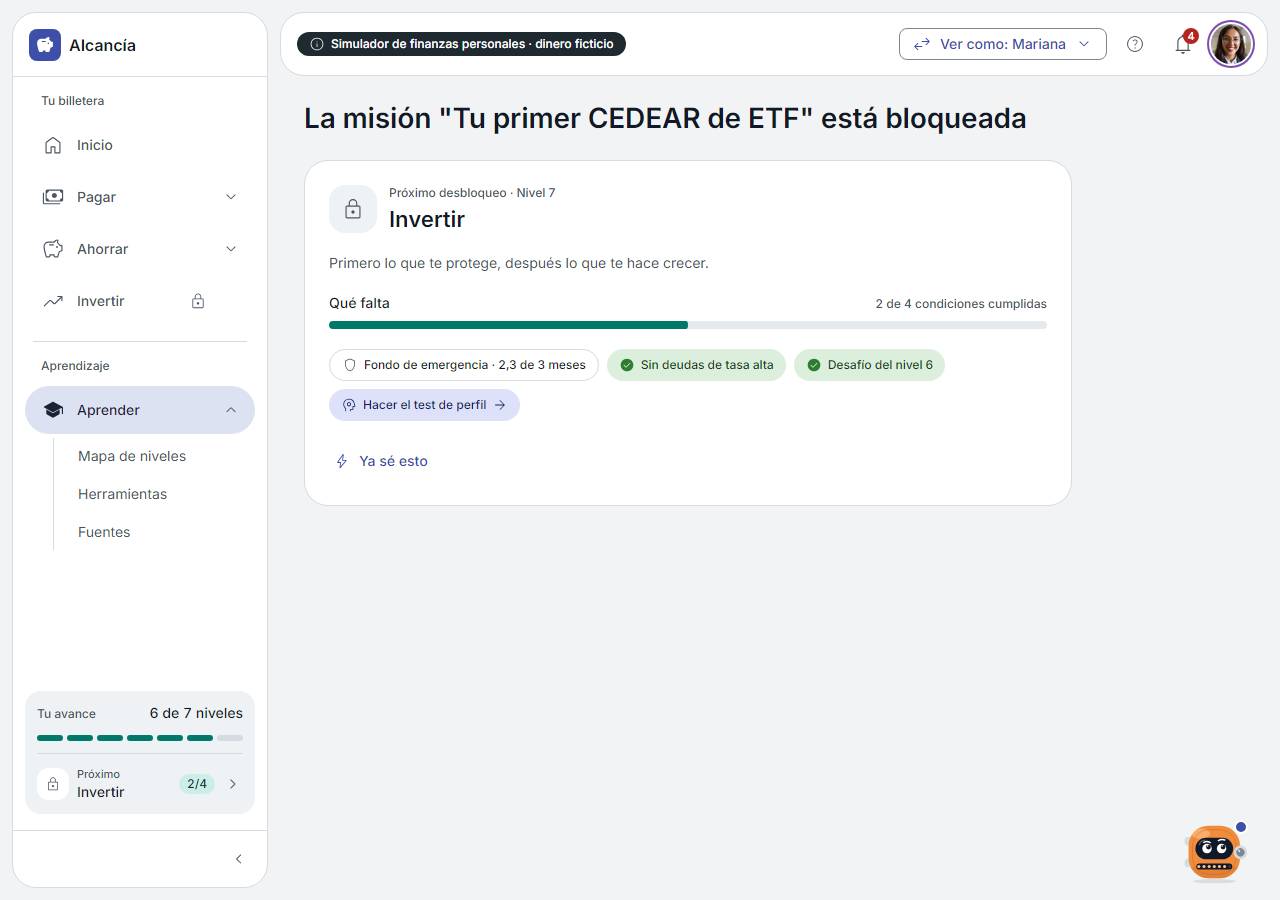 Alcancía
Simulador de finanzas personales · dinero ficticio
Ver como: Mariana
4
Tu billetera
Inicio
Pagar
Ahorrar
Invertir
Aprendizaje
Aprender
Mapa de niveles
Herramientas
Fuentes
Tu avance
6 de 7 niveles
Próximo
Invertir
2/4
La misión "Tu primer CEDEAR de ETF" está bloqueada
Próximo desbloqueo · Nivel 7
Invertir
Primero lo que te protege, después lo que te hace crecer.
Qué falta
2 de 4 condiciones cumplidas
Fondo de emergencia · 2,3 de 3 meses
Sin deudas de tasa alta
Desafío del nivel 6
Hacer el test de perfil
Ya sé esto